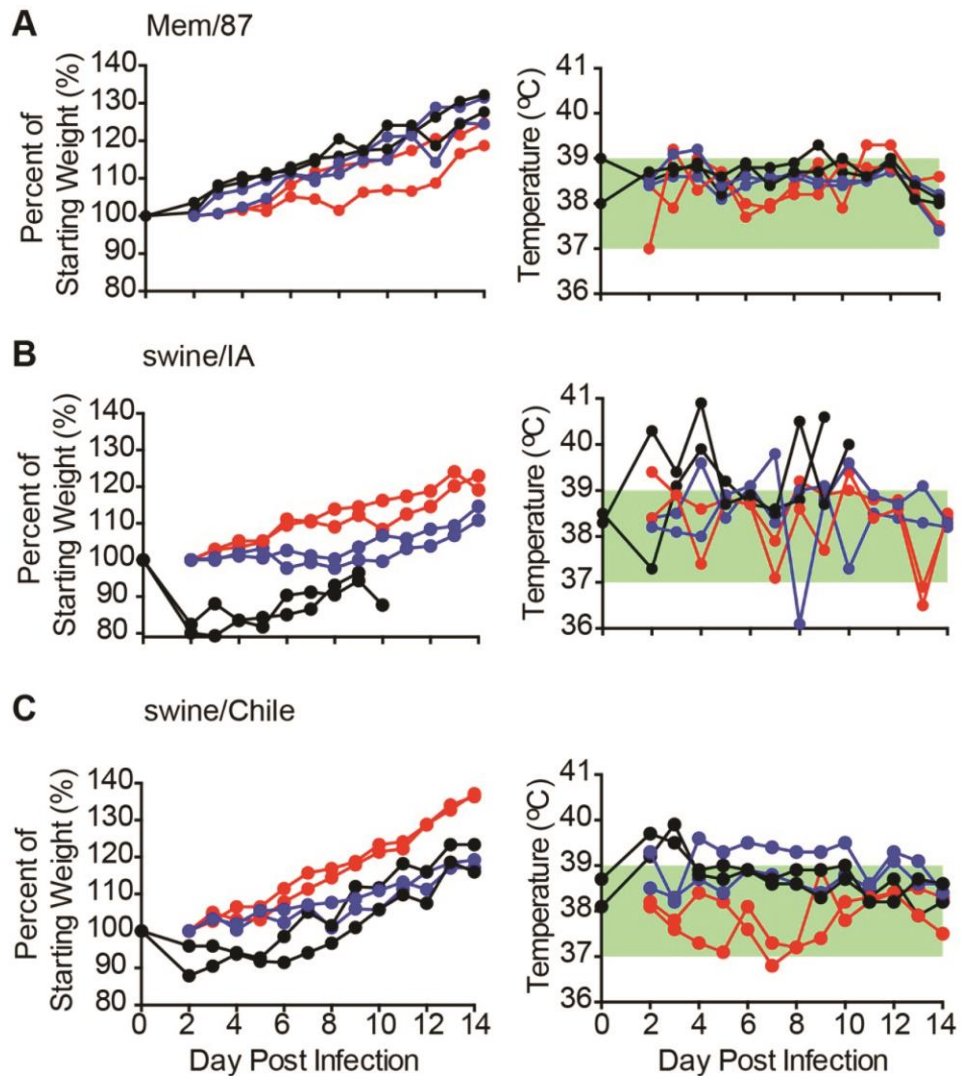 A Mem/87
Percent of
Starting Weight (%)
140
130
120
110
100
90
80
Temperature (ºC)
41
40
39
38
37
36
B swine/IA
Percent of
Starting Weight (%)
140
120
110
100
90
80
Temperature (ºC)
41
40
39
38
37
36
C swine/Chile
Percent of
Starting Weight (%)
140
120
110
100
90
80
0 2 4 6 8 10 12 14
Day Post Infection
Temperature (ºC)
41
40
39
38
37
36
0 2 4 6 8 10 12 14
Day Post Infection